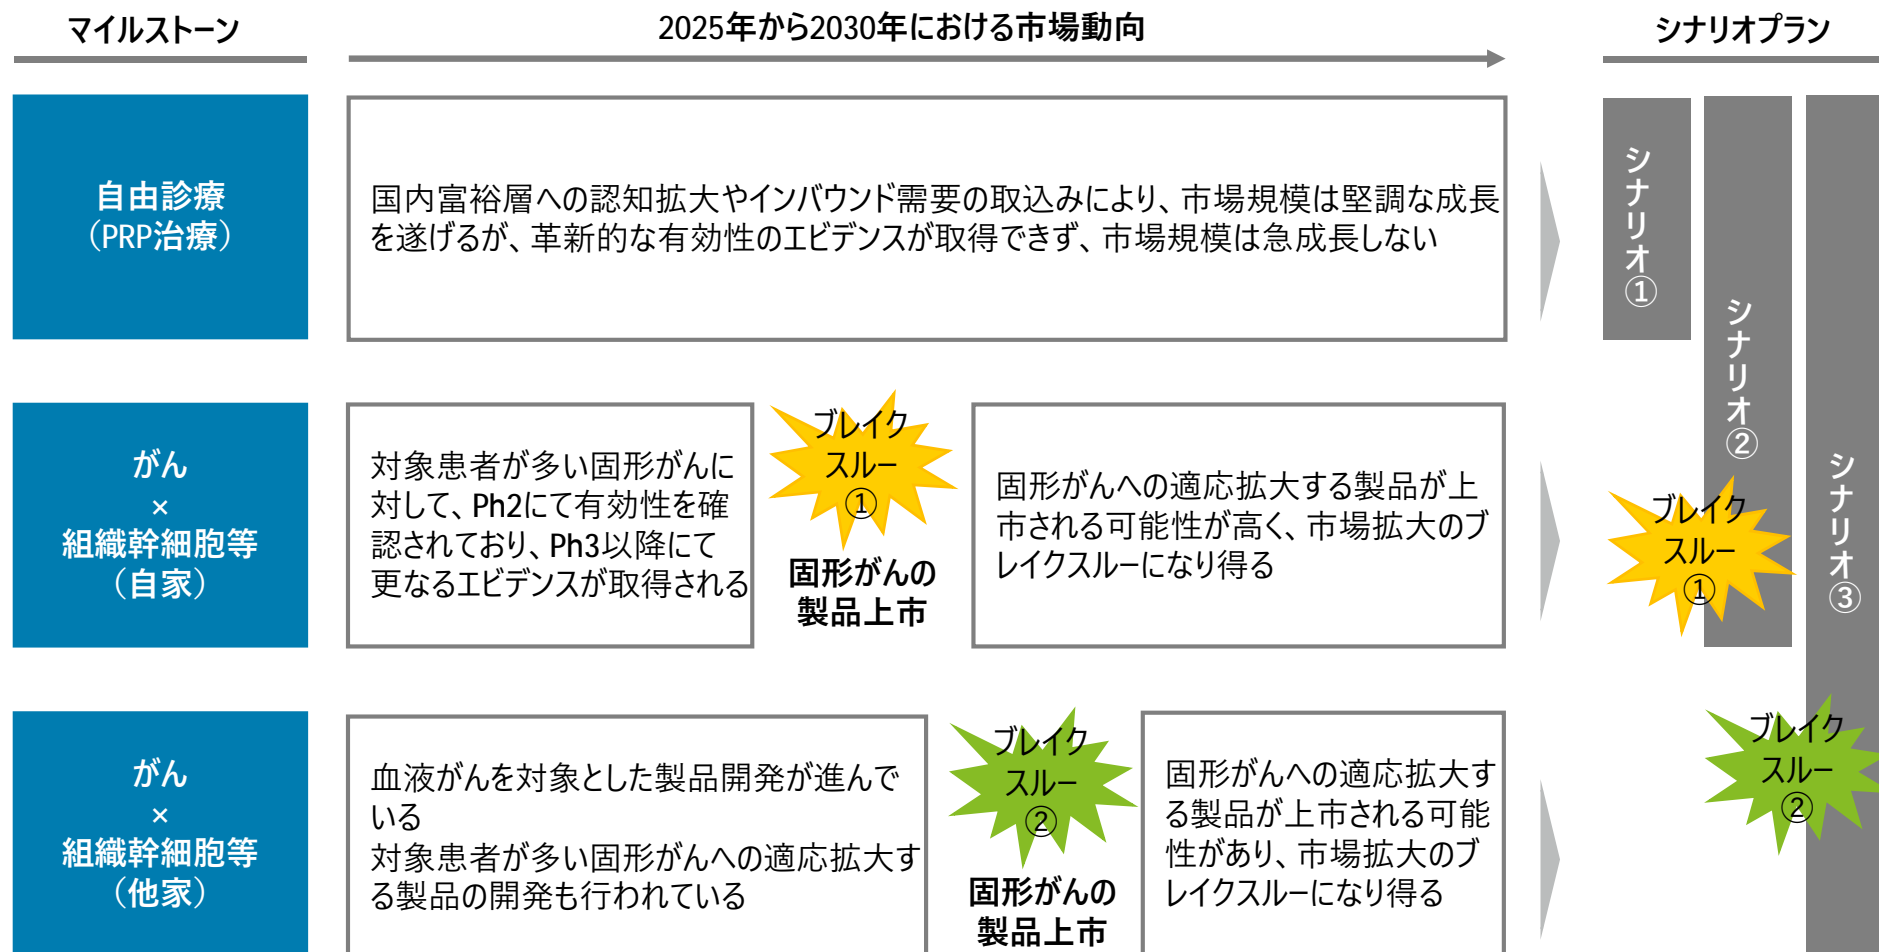 マイルストーン
2025年から2030年における市場動向
シナリオプラン
自由診療
（PRP治療）
国内富裕層への認知拡大やインバウンド需要の取込みにより、市場規模は堅調な成長
を遂げるが、革新的な有効性のエビデンスが取得できず、市場規模は急成長しない
シナリオ①
シナリオ②
シナリオ③
がん
×
組織幹細胞等
（自家）
対象患者が多い固形がんに
対して、Ph2にて有効性を確
認されており、Ph3以降にて
更なるエビデンスが取得される
ブレイク
スルー
①
固形がんの
製品上市
固形がんへの適応拡大する製品が上
市される可能性が高く、市場拡大のブ
レイクスルーになり得る
ブレイク
スルー
①
がん
×
組織幹細胞等
（他家）
血液がんを対象とした製品開発が進んで
いる
対象患者が多い固形がんへの適応拡大す
る製品の開発も行われている
ブレイク
スルー
②
固形がんの
製品上市
固形がんへの適応拡大す
る製品が上市される可能
性があり、市場拡大のブ
レイクスルーになり得る
ブレイク
スルー
②